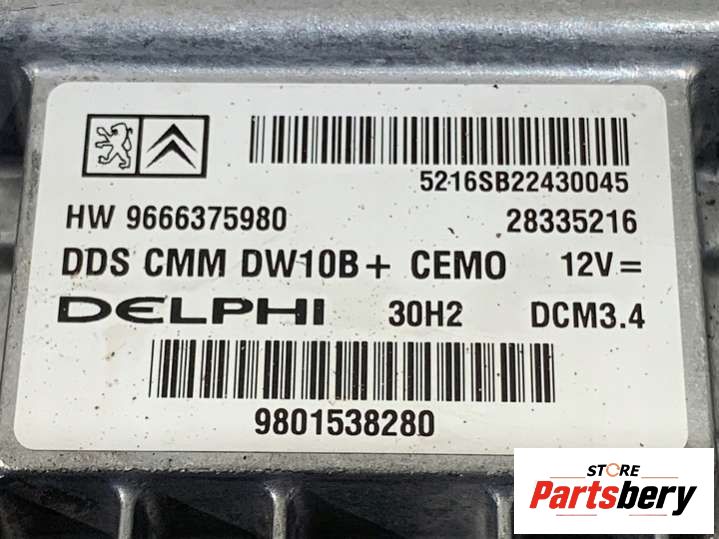 5216SB22430045
HW 9666375980 28335216
DDS CMM DW10B+ CEMO 12V=
DELPHI 30H2 DCM3.4
9801538280
STORE
Partsbery